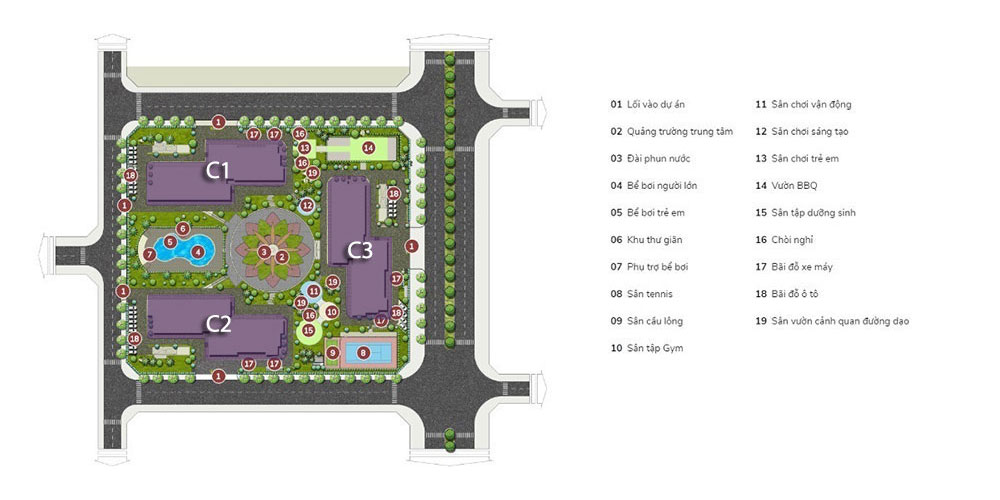 1
17 17 16
13 14
C1
16
19
18
18
12
1
6
5
7 4
3 2
C3
1
17
11
19
19
10
16
18
17
15
C2
1
18
9 8
17 17
1
01 Lối vào dự án
02 Quảng trường trung tâm
03 Đài phun nước
04 Bể bơi người lớn
05 Bể bơi trẻ em
06 Khu thư giãn
07 Phụ trợ bể bơi
08 Sân tennis
09 Sân cầu lông
10 Sân tập Gym
11 Sân chơi vận động
12 Sân chơi sáng tạo
13 Sân chơi trẻ em
14 Vườn BBQ
15 Sân tập dưỡng sinh
16 Chòi nghỉ
17 Bãi đỗ xe máy
18 Bãi đỗ ô tô
19 Sân vườn cảnh quan đường dạo